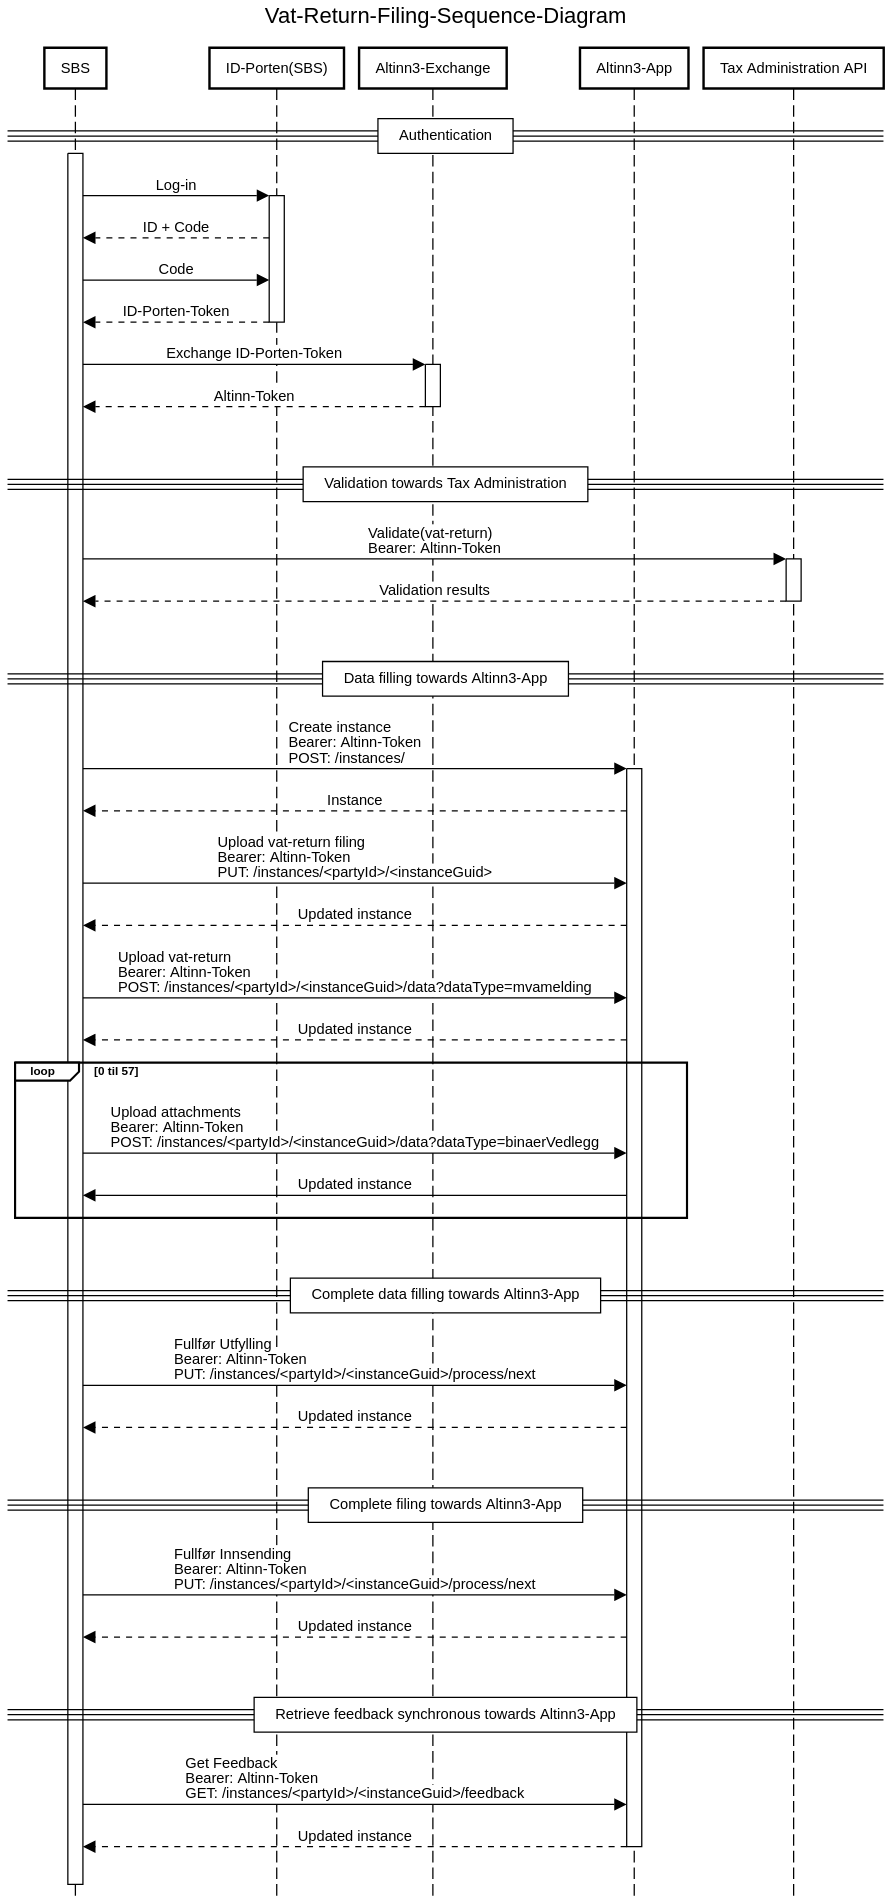 Vat-Return-Filing-Sequence-Diagram
SBS
ID-Porten(SBS)
Altinn3-Exchange
Altinn3-App
Tax Administration API
Authentication
Log-in
ID + Code
Code
ID-Porten-Token
Exchange ID-Porten-Token
Altinn-Token
Validation towards Tax Administration
Validate(vat-return)
Bearer: Altinn-Token
Validation results
Data filling towards Altinn3-App
Create instance
Bearer: Altinn-Token
POST: /instances/
Instance
Upload vat-return filing
Bearer: Altinn-Token
PUT: /instances/<partyId>/<instanceGuid>
Updated instance
Upload vat-return
Bearer: Altinn-Token
POST: /instances/<partyId>/<instanceGuid>/data?dataType=mvamelding
Updated instance
loop
[0 til 57]
Upload attachments
Bearer: Altinn-Token
POST: /instances/<partyId>/<instanceGuid>/data?dataType=binaerVedlegg
Updated instance
Complete data filling towards Altinn3-App
Fullfør Utfylling
Bearer: Altinn-Token
PUT: /instances/<partyId>/<instanceGuid>/process/next
Updated instance
Complete filing towards Altinn3-App
Fullfør Innsending
Bearer: Altinn-Token
PUT: /instances/<partyId>/<instanceGuid>/process/next
Updated instance
Retrieve feedback synchronous towards Altinn3-App
Get Feedback
Bearer: Altinn-Token
GET: /instances/<partyId>/<instanceGuid>/feedback
Updated instance